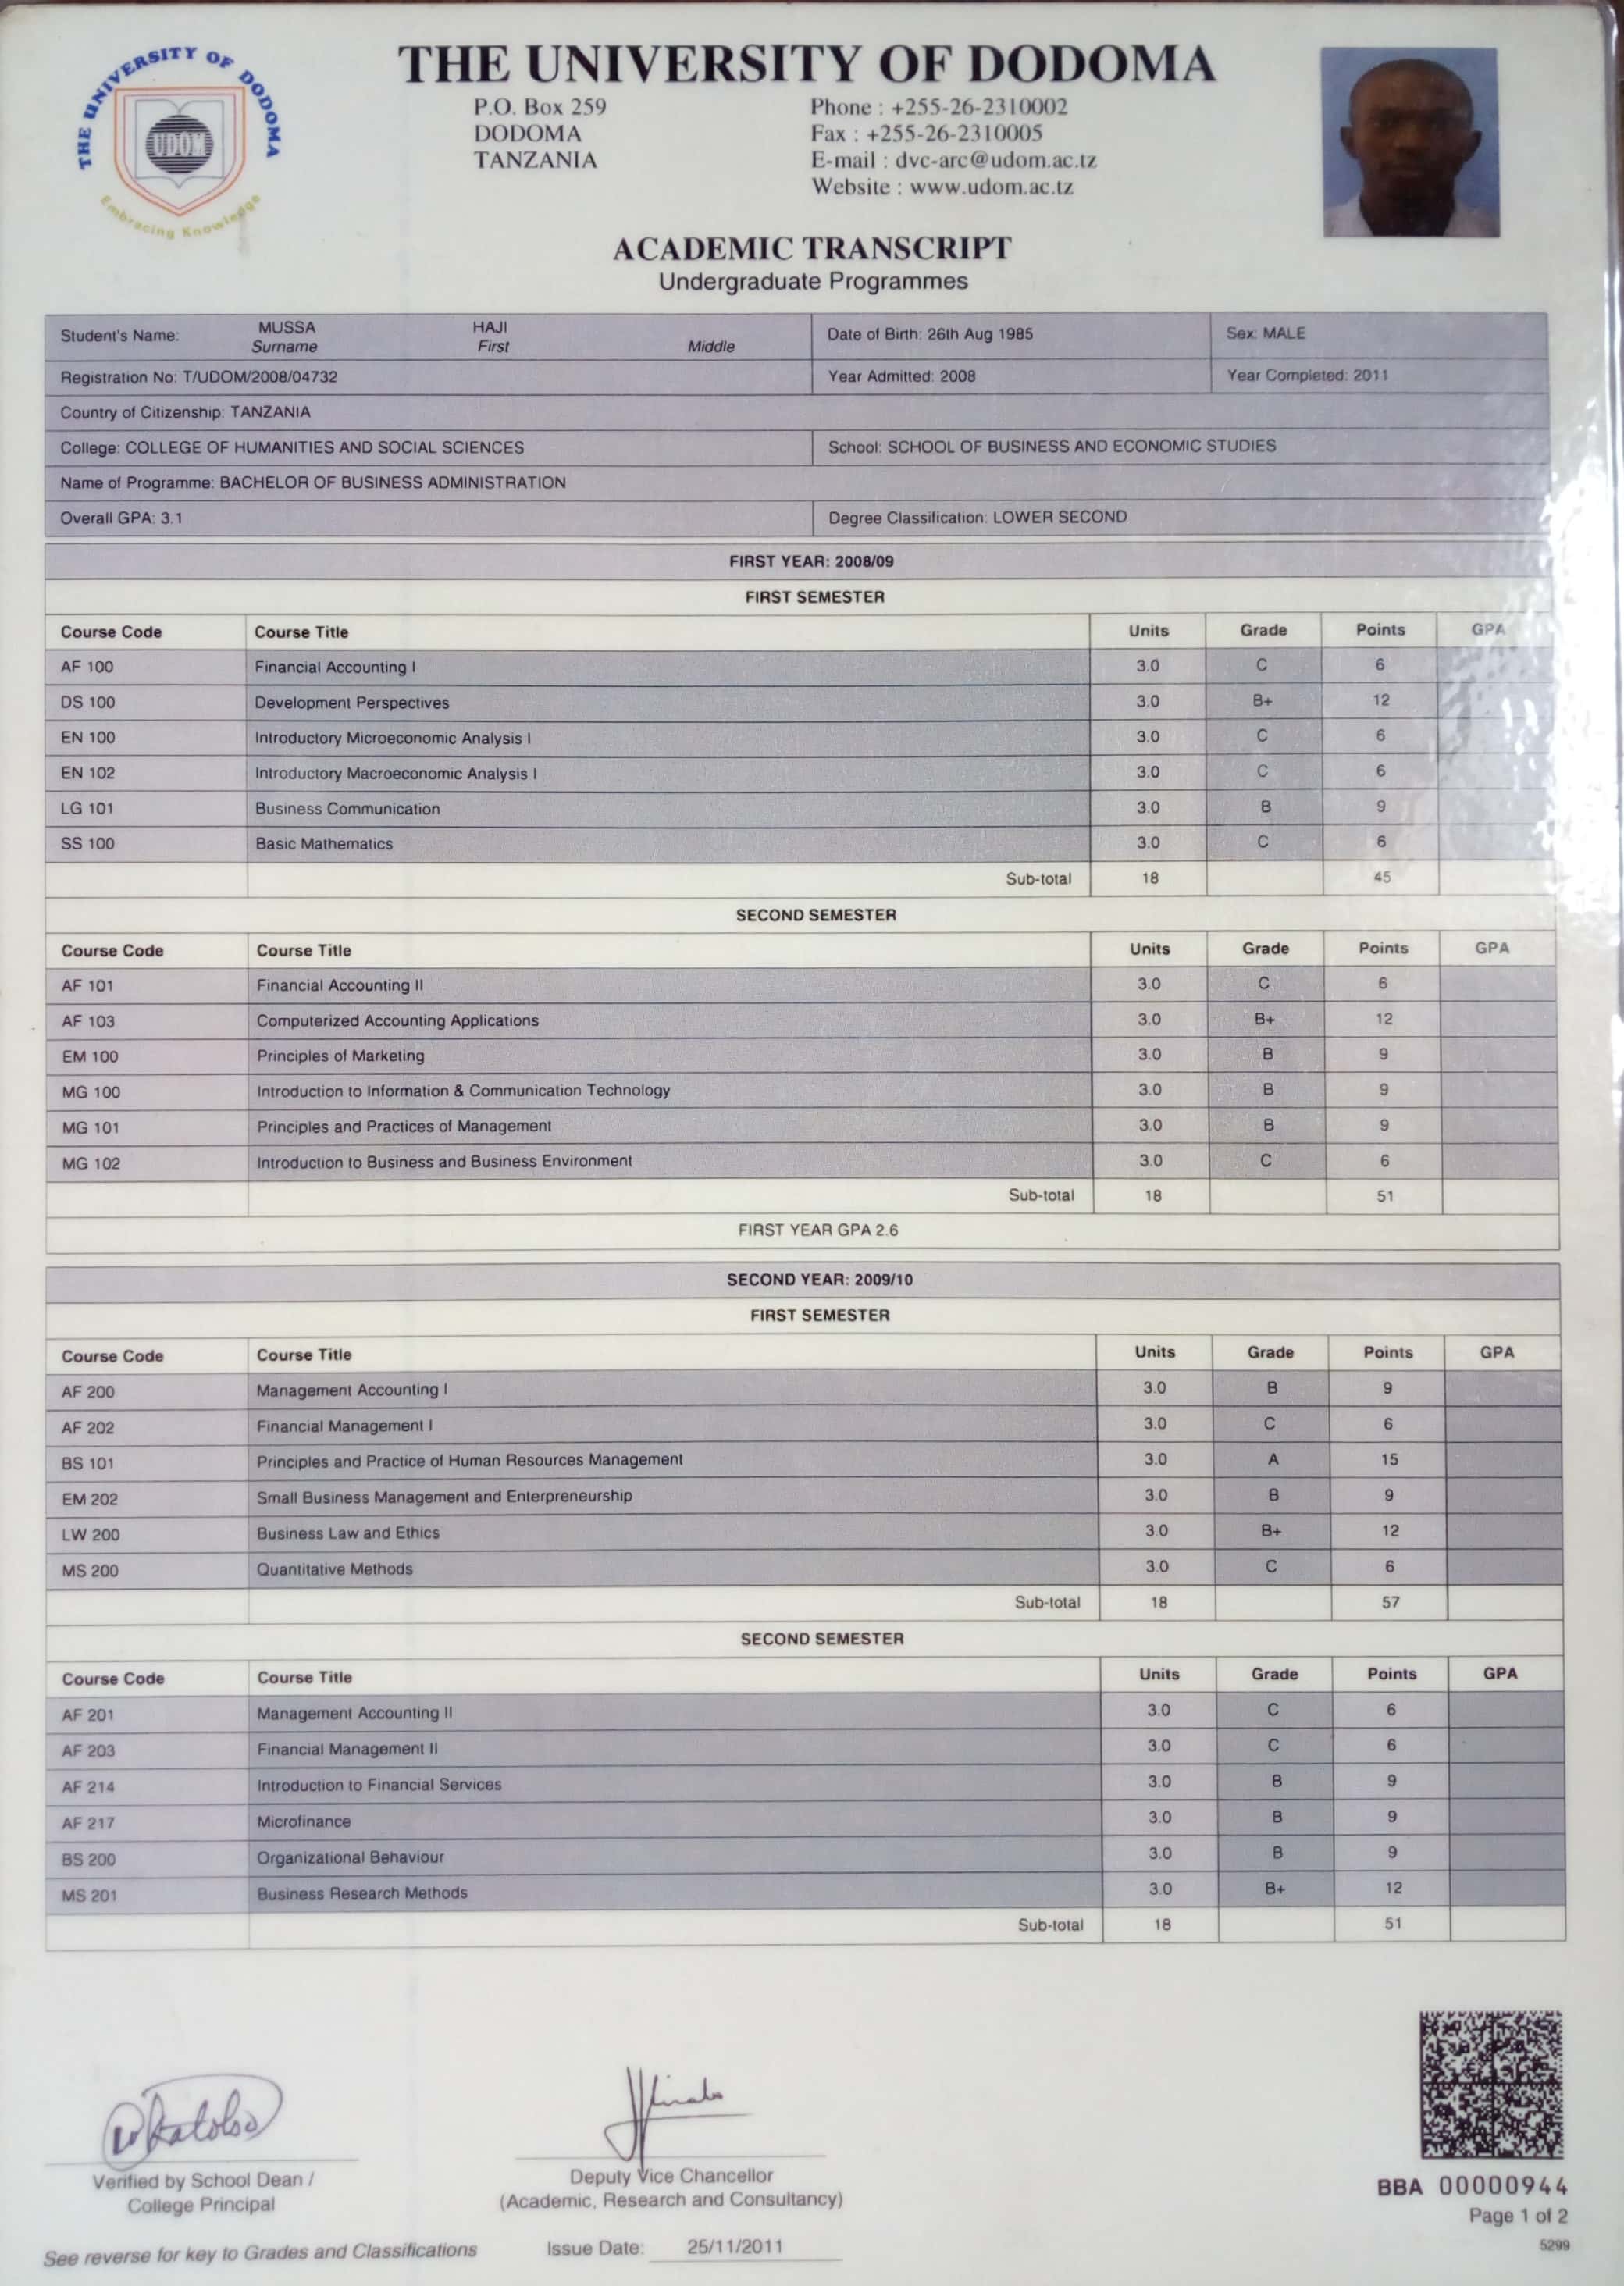 THE UNIVERSITY OF DODOMA
UDOM
Embracing Knowledge
THE UNIVERSITY OF DODOMA
P.O. Box 259
DODOMA
TANZANIA
Phone : +255-26-2310002
Fax : +255-26-2310005
E-mail : dvc-arc@udom.ac.tz
Website : www.udom.ac.tz
ACADEMIC TRANSCRIPT
Undergraduate Programmes
Student's Name: MUSSA HAJI Date of Birth: 26th Aug 1985 Sex: MALE
Surname First Middle
Registration No: T/UDOM/2008/04732 Year Admitted: 2008 Year Completed: 2011
Country of Citizenship: TANZANIA
College: COLLEGE OF HUMANITIES AND SOCIAL SCIENCES School: SCHOOL OF BUSINESS AND ECONOMIC STUDIES
Name of Programme: BACHELOR OF BUSINESS ADMINISTRATION
Overall GPA: 3.1 Degree Classification: LOWER SECOND
FIRST YEAR: 2008/09
FIRST SEMESTER
Course Code Course Title Units Grade Points GPA
AF 100 Financial Accounting I 3.0 C 6
DS 100 Development Perspectives 3.0 B+ 12
EN 100 Introductory Microeconomic Analysis I 3.0 C 6
EN 102 Introductory Macroeconomic Analysis I 3.0 C 6
LG 101 Business Communication 3.0 B 9
SS 100 Basic Mathematics 3.0 C 6
Sub-total 18 45
SECOND SEMESTER
Course Code Course Title Units Grade Points GPA
AF 101 Financial Accounting II 3.0 C 6
AF 103 Computerized Accounting Applications 3.0 B+ 12
EM 100 Principles of Marketing 3.0 B 9
MG 100 Introduction to Information & Communication Technology 3.0 B 9
MG 101 Principles and Practices of Management 3.0 B 9
MG 102 Introduction to Business and Business Environment 3.0 C 6
Sub-total 18 51
FIRST YEAR GPA 2.6
SECOND YEAR: 2009/10
FIRST SEMESTER
Course Code Course Title Units Grade Points GPA
AF 200 Management Accounting I 3.0 B 9
AF 202 Financial Management I 3.0 C 6
BS 101 Principles and Practice of Human Resources Management 3.0 A 15
EM 202 Small Business Management and Enterpreneurship 3.0 B 9
LW 200 Business Law and Ethics 3.0 B+ 12
MS 200 Quantitative Methods 3.0 C 6
Sub-total 18 57
SECOND SEMESTER
Course Code Course Title Units Grade Points GPA
AF 201 Management Accounting II 3.0 C 6
AF 203 Financial Management II 3.0 C 6
AF 214 Introduction to Financial Services 3.0 B 9
AF 217 Microfinance 3.0 B 9
BS 200 Organizational Behaviour 3.0 B 9
MS 201 Business Research Methods 3.0 B+ 12
Sub-total 18 51
Verified by School Dean /
College Principal
Deputy Vice Chancellor
(Academic, Research and Consultancy)
BBA 00000944
Page 1 of 2
See reverse for key to Grades and Classifications
Issue Date: 25/11/2011
5299